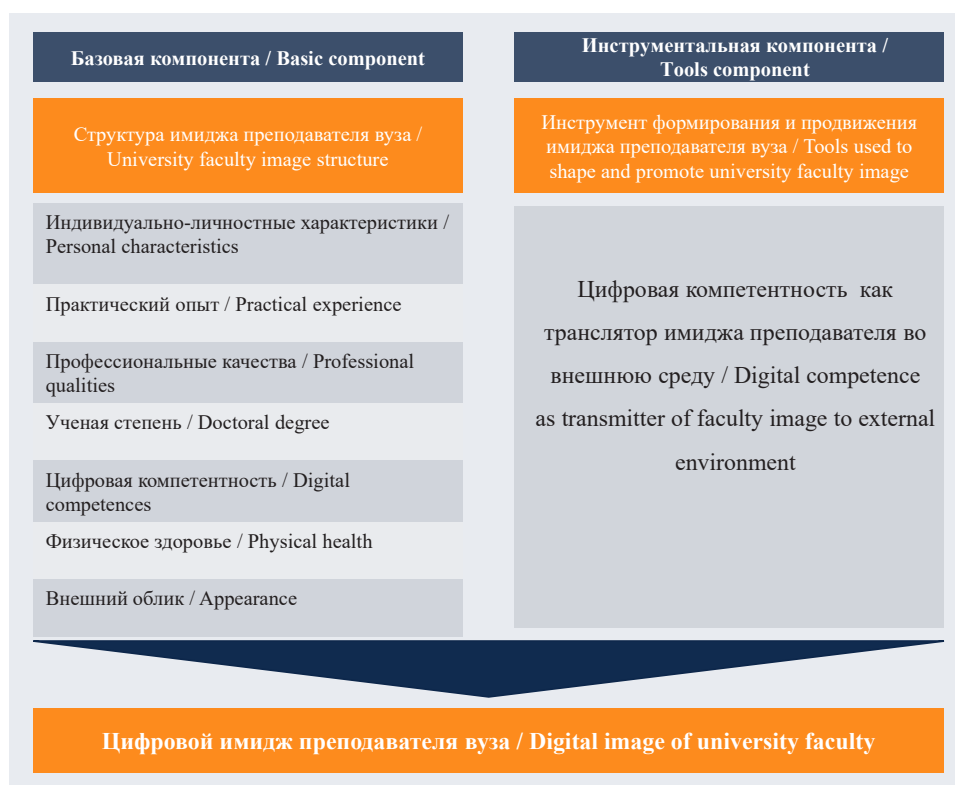 Базовая компонента / Basic component
Инструментальная компонента /
Tools component
Структура имиджа преподавателя вуза /
University faculty image structure
Инструмент формирования и продвижения
имиджа преподавателя вуза / Tools used to
shape and promote university faculty image
Индивидуально-личностные характеристики /
Personal characteristics
Практический опыт / Practical experience
Профессиональные качества / Professional
qualities
Ученая степень / Doctoral degree
Цифровая компетентность / Digital
competences
Физическое здоровье / Physical health
Внешний облик / Appearance
Цифровая компетентность как
транслятор имиджа преподавателя во
внешнюю среду / Digital competence
as transmitter of faculty image to external
environment
Цифровой имидж преподавателя вуза / Digital image of university faculty